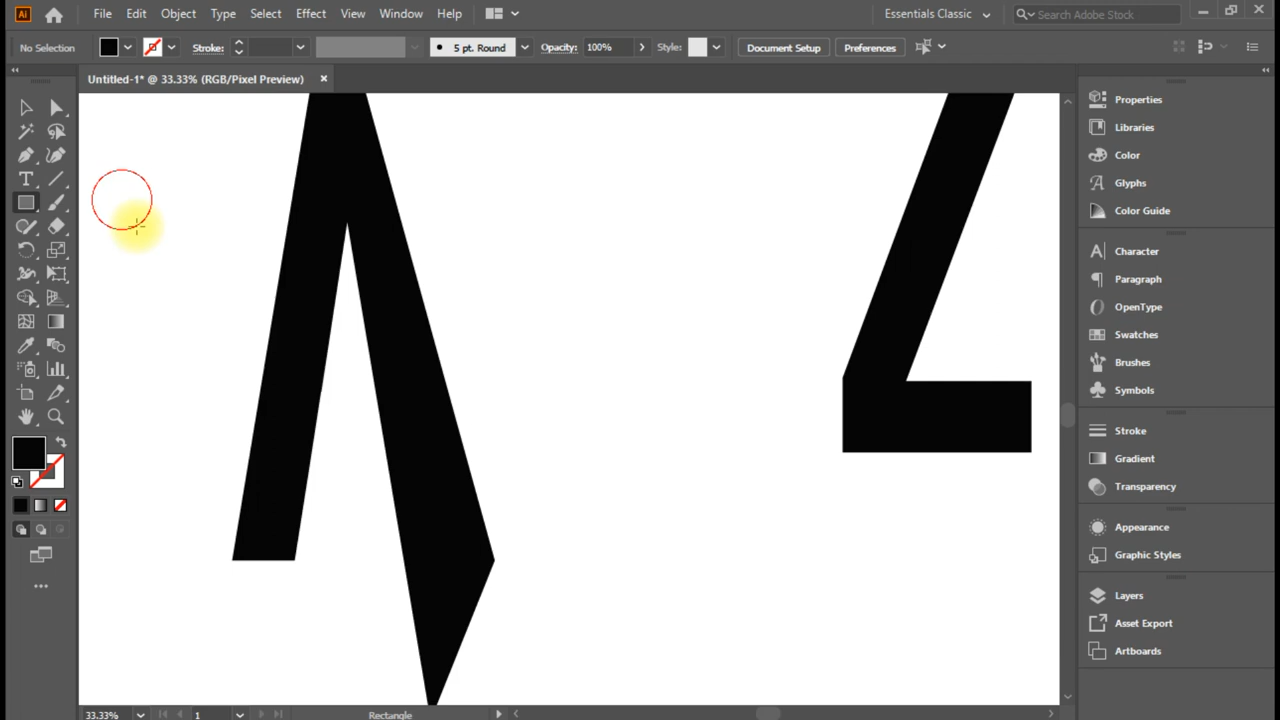 Ai File Edit Object Type Select Effect View Window Help Essentials Classic Search Adobe Stock
No Selection Stroke: 5 pt. Round Opacity: 100% Style: Document Setup Preferences
Untitled-1* @ 33.33% (RGB/Pixel Preview)
Properties
Libraries
Color
Glyphs
Color Guide
Character
Paragraph
OpenType
Swatches
Brushes
Symbols
Stroke
Gradient
Transparency
Appearance
Graphic Styles
Layers
Asset Export
Artboards
33.33% 1 Rectangle